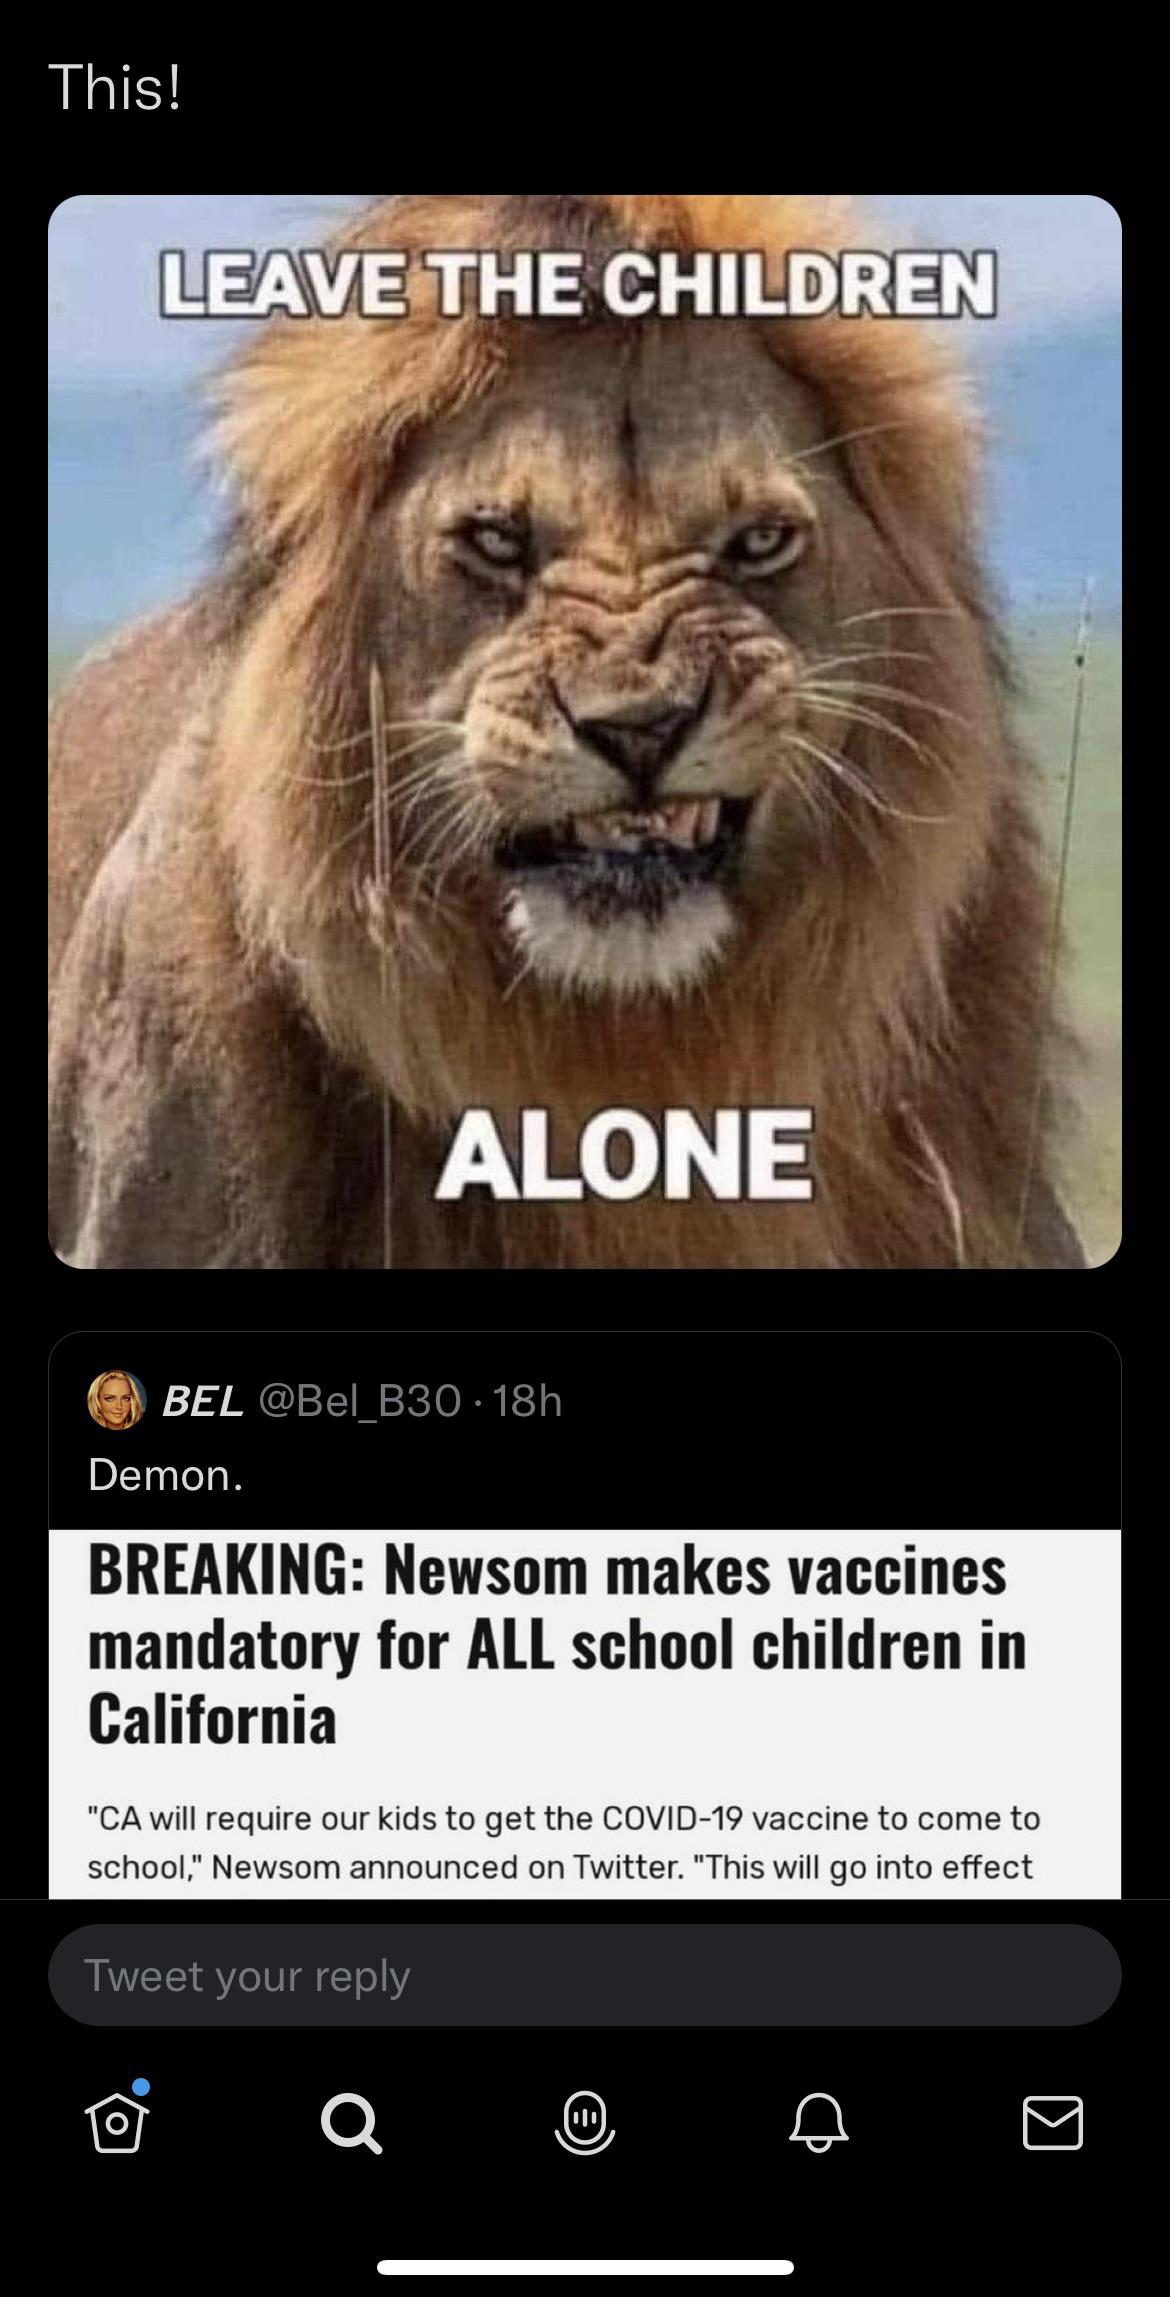 This!
LEAVE THE CHILDREN
ALONE
BEL @Bel_B30 · 18h
Demon.
BREAKING: Newsom makes vaccines
mandatory for ALL school children in
California
"CA will require our kids to get the COVID-19 vaccine to come to
school," Newsom announced on Twitter. "This will go into effect
Tweet your reply